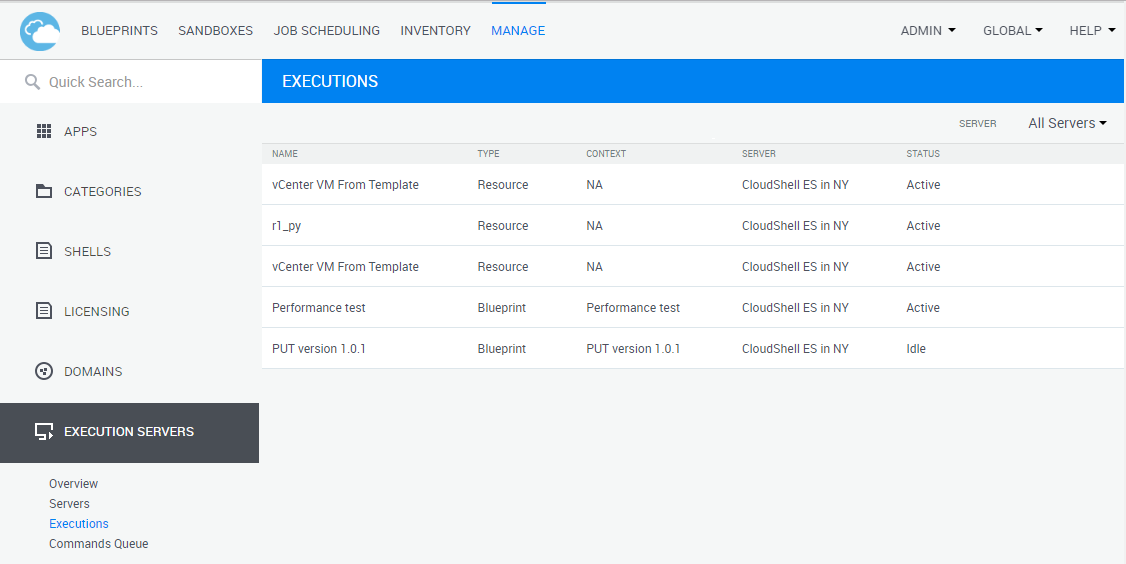 BLUEPRINTS SANDBOXES JOB SCHEDULING INVENTORY MANAGE ADMIN GLOBAL HELP
Quick Search...
EXECUTIONS
APPS
CATEGORIES
SHELLS
LICENSING
DOMAINS
EXECUTION SERVERS
Overview
Servers
Executions
Commands Queue
SERVER All Servers
NAME TYPE CONTEXT SERVER STATUS
vCenter VM From Template Resource NA CloudShell ES in NY Active
r1_py Resource NA CloudShell ES in NY Active
vCenter VM From Template Resource NA CloudShell ES in NY Active
Performance test Blueprint Performance test CloudShell ES in NY Active
PUT version 1.0.1 Blueprint PUT version 1.0.1 CloudShell ES in NY Idle